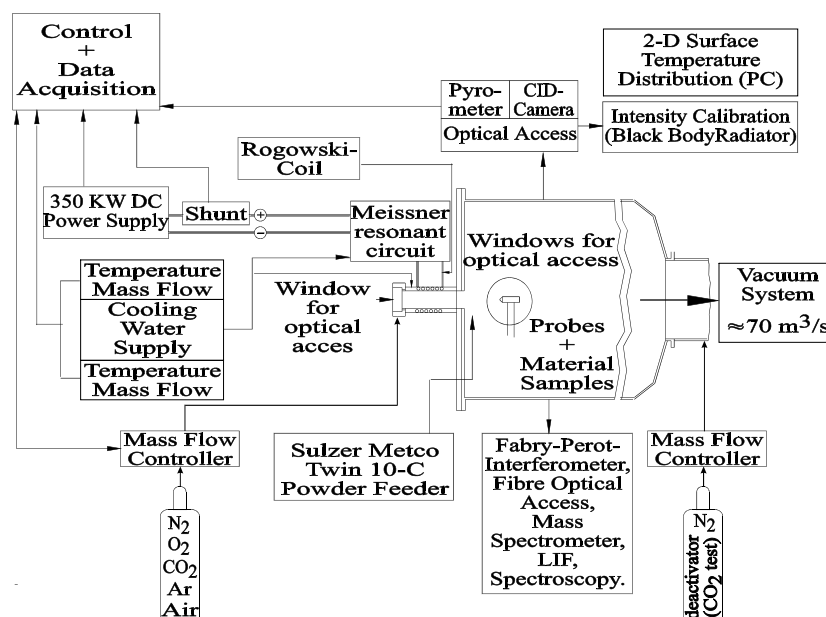 Control
+
Data
Acquisition
2-D Surface
Temperature
Distribution (PC)
Pyro-
meter
CID-
Camera
Optical Access
Intensity Calibration
(Black BodyRadiator)
Rogowski-
Coil
350 KW DC
Power Supply
Shunt
+
−
Meissner
resonant
circuit
Windows for
optical access
Temperature
Mass Flow
Cooling
Water
Supply
Temperature
Mass Flow
Window
for
optical
acces
Probes
+
Material
Samples
Vacuum
System
≈70 m³/s
Mass Flow
Controller
Sulzer Metco
Twin 10-C
Powder Feeder
Fabry-Perot-
Interferometer,
Fibre Optical
Access,
Mass
Spectrometer,
LIF,
Spectroscopy.
Mass Flow
Controller
N₂
O₂
CO₂
Ar
Air
N₂
deactivator
(CO₂ test)